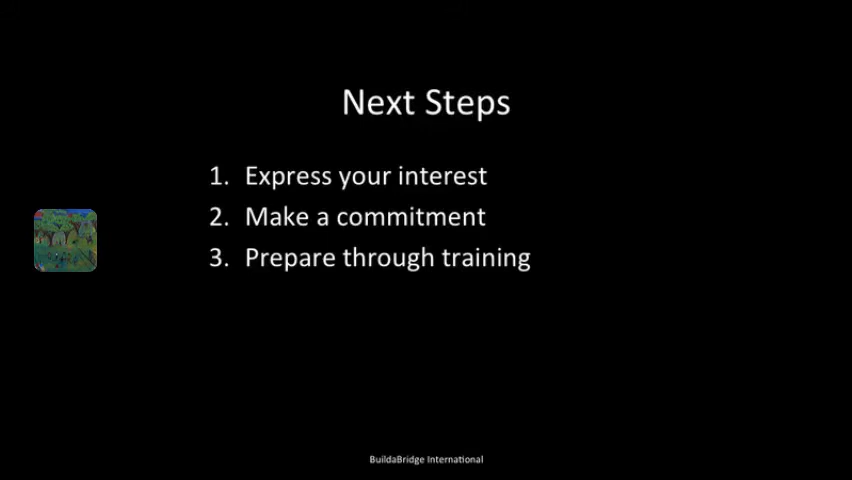 Next Steps
1. Express your interest
2. Make a commitment
3. Prepare through training
BuildaBridge International